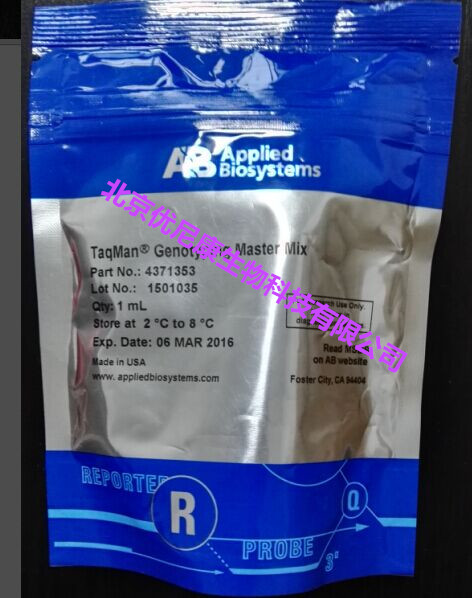 AB Applied
Biosystems
北京优尼康生物科技有限公司
TaqMan® Genotyping Master Mix
Part No.: 4371353
Lot No.: 1501035
Qty: 1 mL
Store at 2 °C to 8 °C
Exp. Date: 06 MAR 2016
Made in USA
www.appliedbiosystems.com
Use Only.
Read
on AB website
Foster City, CA 94404
REPORTER
R
Q
PROBE
3'